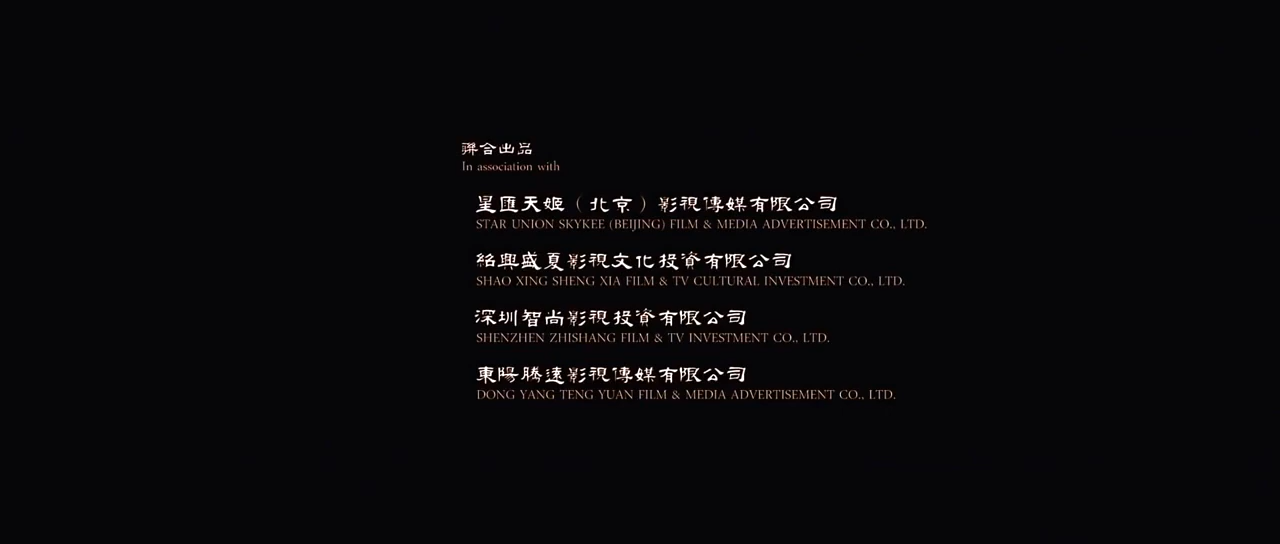 聯合出品
In association with
星匯天姬（北京）影視傳媒有限公司
STAR UNION SKYKEE (BEIJING) FILM & MEDIA ADVERTISEMENT CO., LTD.
紹興盛夏影視文化投資有限公司
SHAO XING SHENG XIA FILM & TV CULTURAL INVESTMENT CO., LTD.
深圳智尚影視投資有限公司
SHENZHEN ZHISHANG FILM & TV INVESTMENT CO., LTD.
東陽騰遠影視傳媒有限公司
DONG YANG TENG YUAN FILM & MEDIA ADVERTISEMENT CO., LTD.